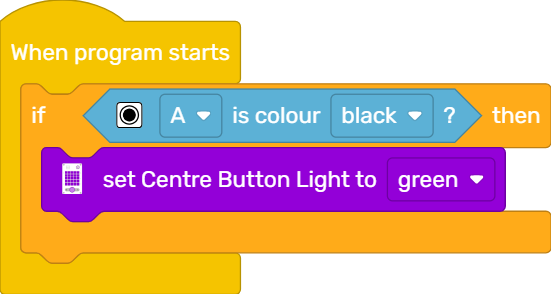 When program starts
if A is colour black ? then
set Centre Button Light to green